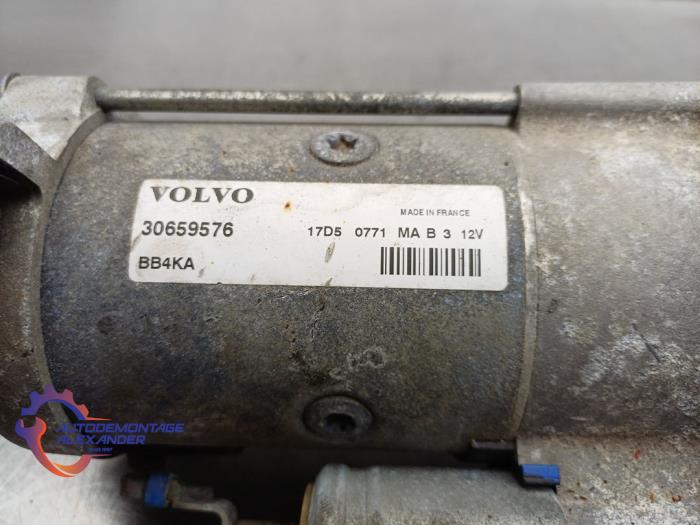 VOLVO
MADE IN FRANCE
30659576 17D5 0771 MA B 3 12V
BB4KA
AUTODEMONTAGE
ALEXANDER